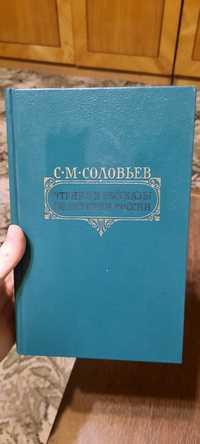 С·М·СОЛОВЬЕВ
ЧТЕНИЯ И РАССКАЗЫ
ПО ИСТОРИИ РОССИИ